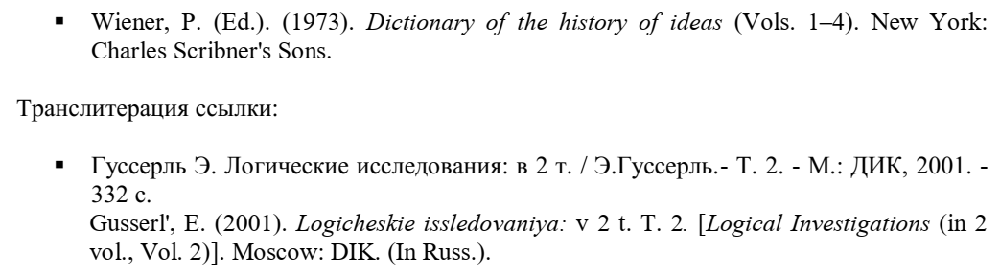 ▪ Wiener, P. (Ed.). (1973). Dictionary of the history of ideas (Vols. 1–4). New York:
Charles Scribner's Sons.
Транслитерация ссылки:
▪ Гуссерль Э. Логические исследования: в 2 т. / Э.Гуссерль.- Т. 2. - М.: ДИК, 2001. -
332 с.
Gusserl', E. (2001). Logicheskie issledovaniya: v 2 t. T. 2. [Logical Investigations (in 2
vol., Vol. 2)]. Moscow: DIK. (In Russ.).